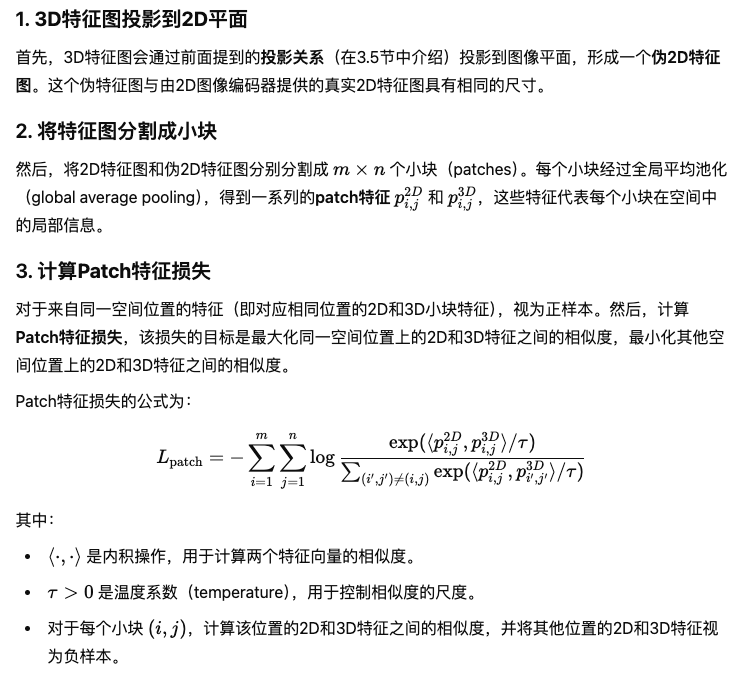 1. 3D特征图投影到2D平面
首先，3D特征图会通过前面提到的投影关系（在3.5节中介绍）投影到图像平面，形成一个伪2D特征
图。这个伪特征图与由2D图像编码器提供的真实2D特征图具有相同的尺寸。
2. 将特征图分割成小块
然后，将2D特征图和伪2D特征图分别分割成 m × n 个小块（patches）。每个小块经过全局平均池化
（global average pooling），得到一系列的patch特征 p_{i,j}^{2D} 和 p_{i,j}^{3D}，这些特征代表每个小块在空间中
的局部信息。
3. 计算Patch特征损失
对于来自同一空间位置的特征（即对应相同位置的2D和3D小块特征），视为正样本。然后，计算
Patch特征损失，该损失的目标是最大化同一空间位置上的2D和3D特征之间的相似度，最小化其他空
间位置上的2D和3D特征之间的相似度。
Patch特征损失的公式为：
L_{patch} = -\sum_{i=1}^{m} \sum_{j=1}^{n} \log \frac{\exp(⟨p_{i,j}^{2D}, p_{i,j}^{3D}⟩/τ)}{\sum_{(i',j')≠(i,j)} \exp(⟨p_{i,j}^{2D}, p_{i',j'}^{3D}⟩/τ)}
其中：
• ⟨·,·⟩ 是内积操作，用于计算两个特征向量的相似度。
• τ > 0 是温度系数（temperature），用于控制相似度的尺度。
• 对于每个小块 (i, j)，计算该位置的2D和3D特征之间的相似度，并将其他位置的2D和3D特征视
为负样本。